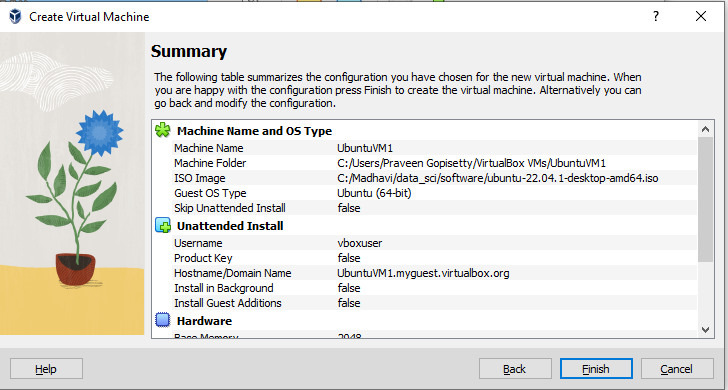 Create Virtual Machine
?
Summary
The following table summarizes the configuration you have chosen for the new virtual machine. When
you are happy with the configuration press Finish to create the virtual machine. Alternatively you can
go back and modify the configuration.
Machine Name and OS Type
Machine Name UbuntuVM1
Machine Folder C:/Users/Praveen Gopisetty/VirtualBox VMs/UbuntuVM1
ISO Image C:/Madhavi/data_sci/software/ubuntu-22.04.1-desktop-amd64.iso
Guest OS Type Ubuntu (64-bit)
Skip Unattended Install false
Unattended Install
Username vboxuser
Product Key false
Hostname/Domain Name UbuntuVM1.myguest.virtualbox.org
Install in Background false
Install Guest Additions false
Hardware
Base Memory 2048
Help Back Finish Cancel